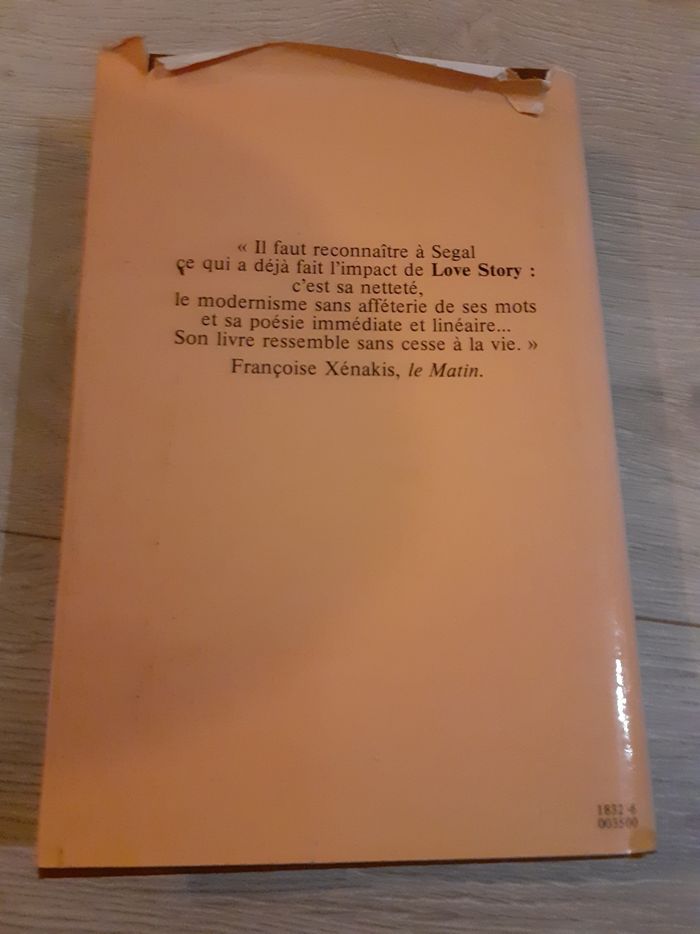 « Il faut reconnaître à Segal
çe qui a déjà fait l'impact de Love Story :
c'est sa netteté,
le modernisme sans afféterie de ses mots
et sa poésie immédiate et linéaire...
Son livre ressemble sans cesse à la vie. »
Françoise Xénakis, le Matin.
1832-6
003500